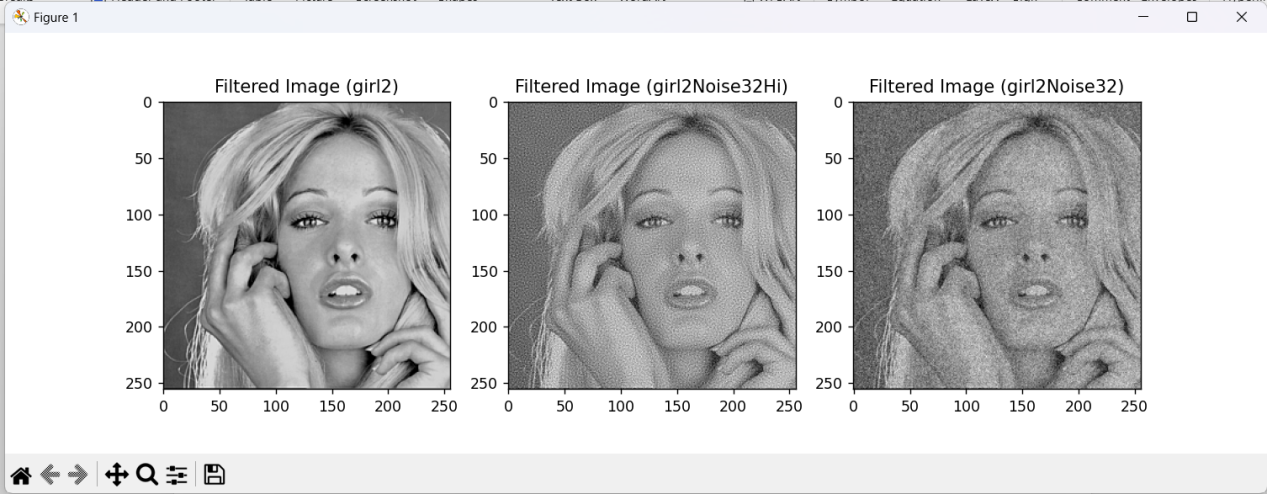 Figure 1
Filtered Image (girl2) Filtered Image (girl2Noise32Hi) Filtered Image (girl2Noise32)
0 0 0
50 50 50
100 100 100
150 150 150
200 200 200
250 250 250
0 50 100 150 200 250 0 50 100 150 200 250 0 50 100 150 200 250